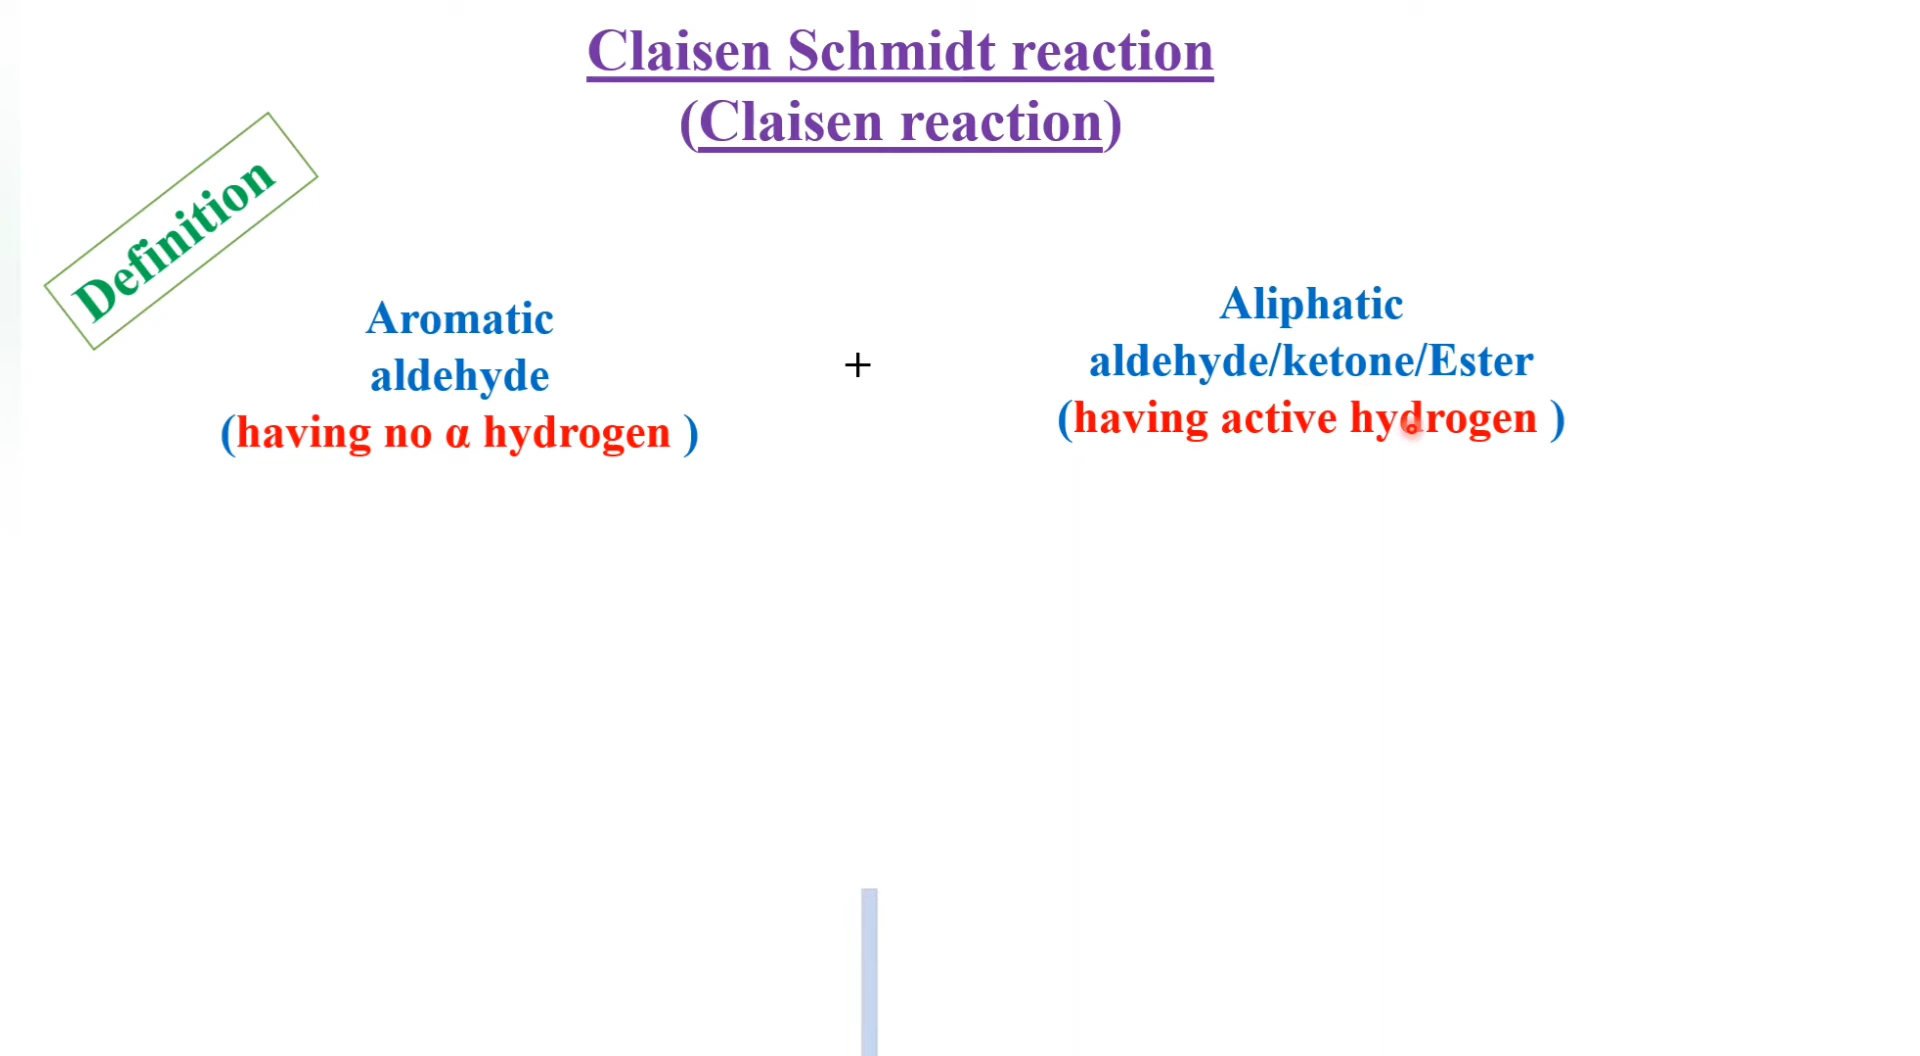 Claisen Schmidt reaction
(Claisen reaction)
Definition
Aromatic
aldehyde
(having no α hydrogen )
+
Aliphatic
aldehyde/ketone/Ester
(having active hydrogen )